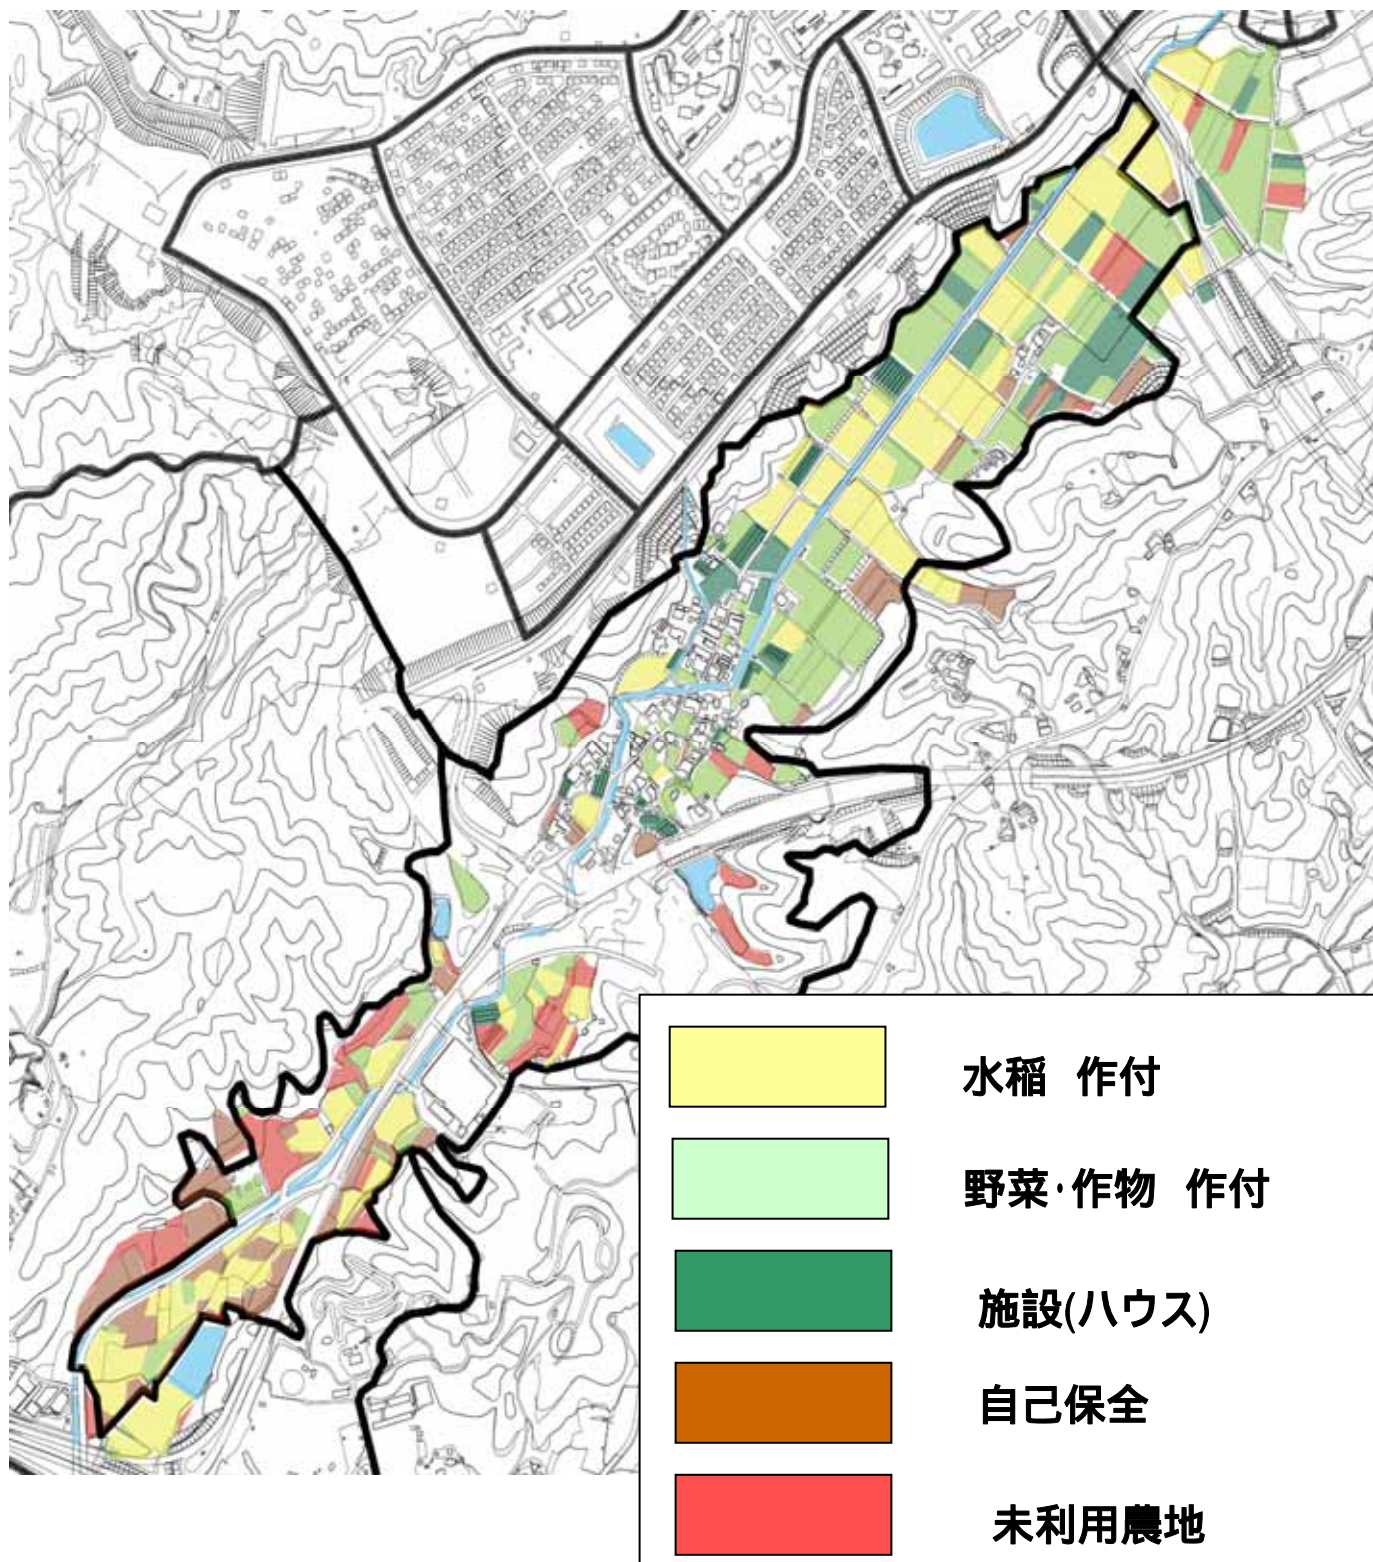 水稲 作付
野菜・作物 作付
施設(ハウス)
自己保全
未利用農地